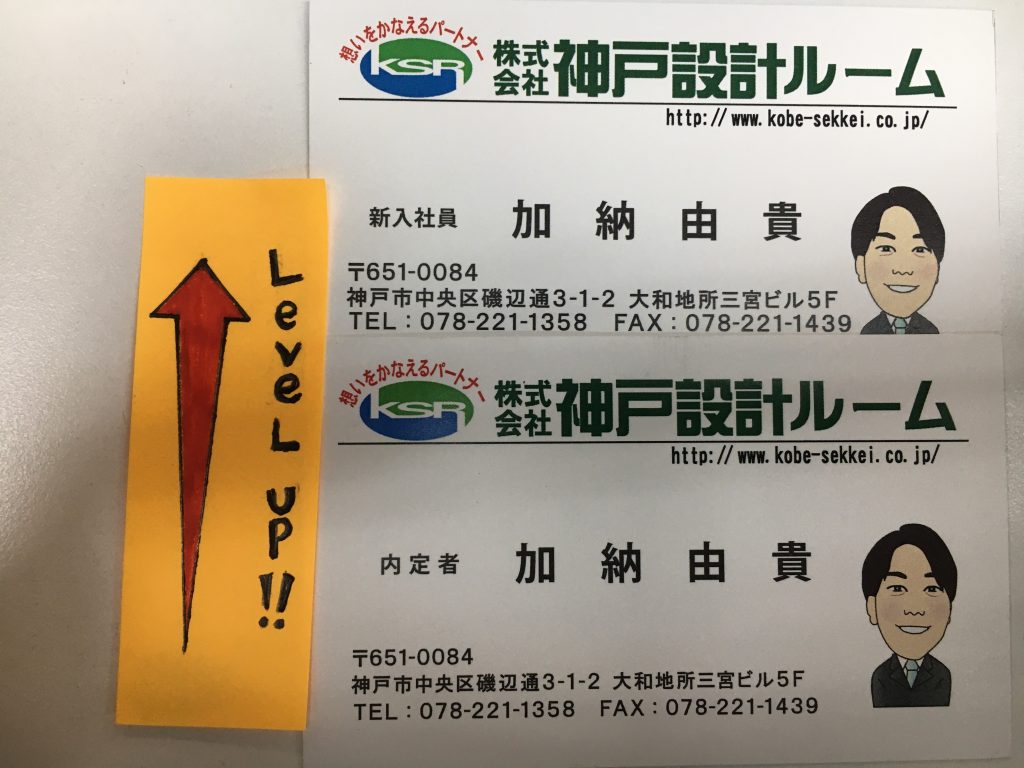 想いをかなえるパートナー
KSR
株式会社 神戸設計ルーム
http://www.kobe-sekkei.co.jp/
新入社員 加納由貴
〒651-0084
神戸市中央区磯辺通3-1-2 大和地所三宮ビル5F
TEL：078-221-1358 FAX：078-221-1439
LeveL UP!!
想いをかなえるパートナー
KSR
株式会社 神戸設計ルーム
http://www.kobe-sekkei.co.jp/
内定者 加納由貴
〒651-0084
神戸市中央区磯辺通3-1-2 大和地所三宮ビル5F
TEL：078-221-1358 FAX：078-221-1439